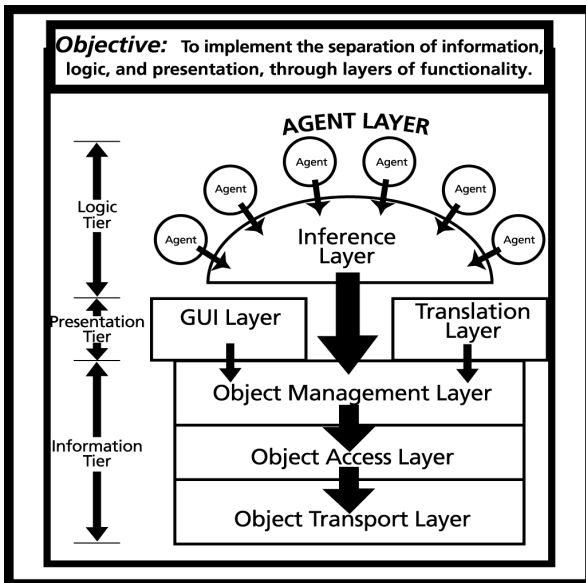 Objective: To implement the separation of information,
logic, and presentation, through layers of functionality.
AGENT LAYER
Agent
Agent
Agent
Agent
Agent
Agent
Logic
Tier
Inference
Layer
Presentation
Tier
GUI Layer
Translation
Layer
Information
Tier
Object Management Layer
Object Access Layer
Object Transport Layer